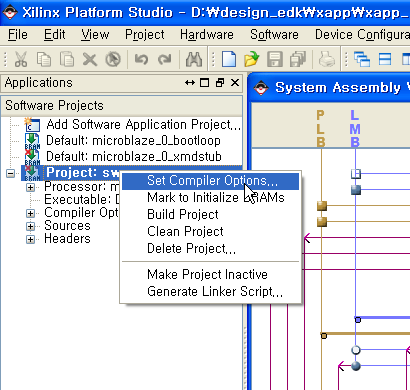 Xilinx Platform Studio - D:₩design_edk₩xapp₩xapp_
File Edit View Project Hardware Software Device Configura
Applications
Software Projects
Add Software Application Project,,,
Default: microblaze_0_bootloop
Default: microblaze_0_xmdstub
Project: sw
Processor: m
Executable: D
Compiler Opt
Sources
Headers
Set Compiler Options,,,
Mark to Initialize BRAMs
Build Project
Clean Project
Delete Project,,,
Make Project Inactive
Generate Linker Script,,,
System Assembly V
PLB
LMB